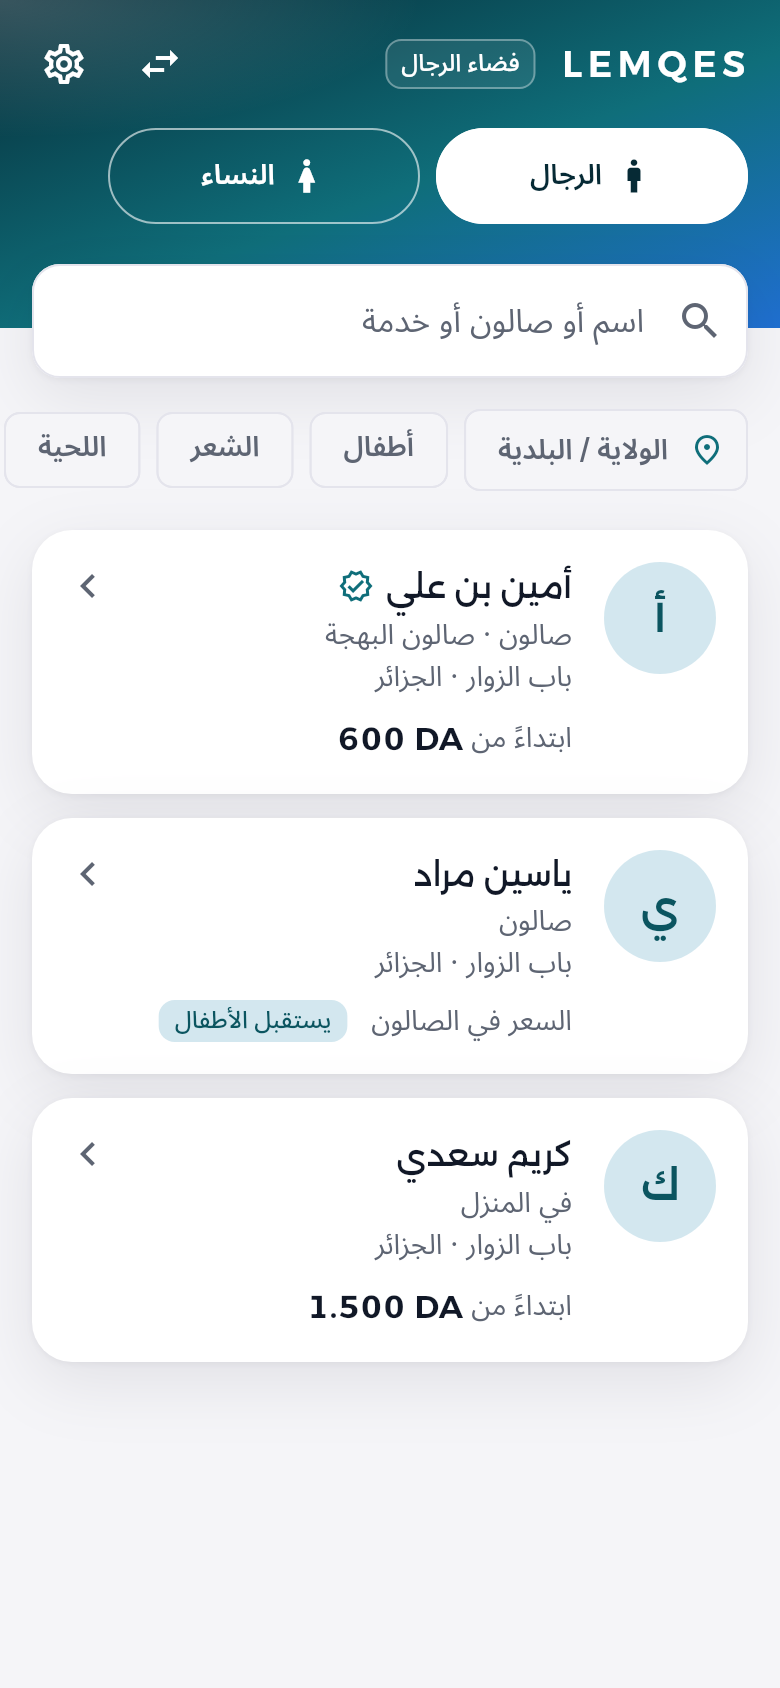 LEMQES
فضاء الرجال
الرجال
النساء
اسم أو صالون أو خدمة
الولاية / البلدية
أطفال
الشعر
اللحية
أ
أمين بن علي
صالون · صالون البهجة
باب الزوار · الجزائر
ابتداءً من 600 DA
ي
ياسين مراد
صالون
باب الزوار · الجزائر
السعر في الصالون
يستقبل الأطفال
ك
كريم سعدي
في المنزل
باب الزوار · الجزائر
ابتداءً من 1.500 DA